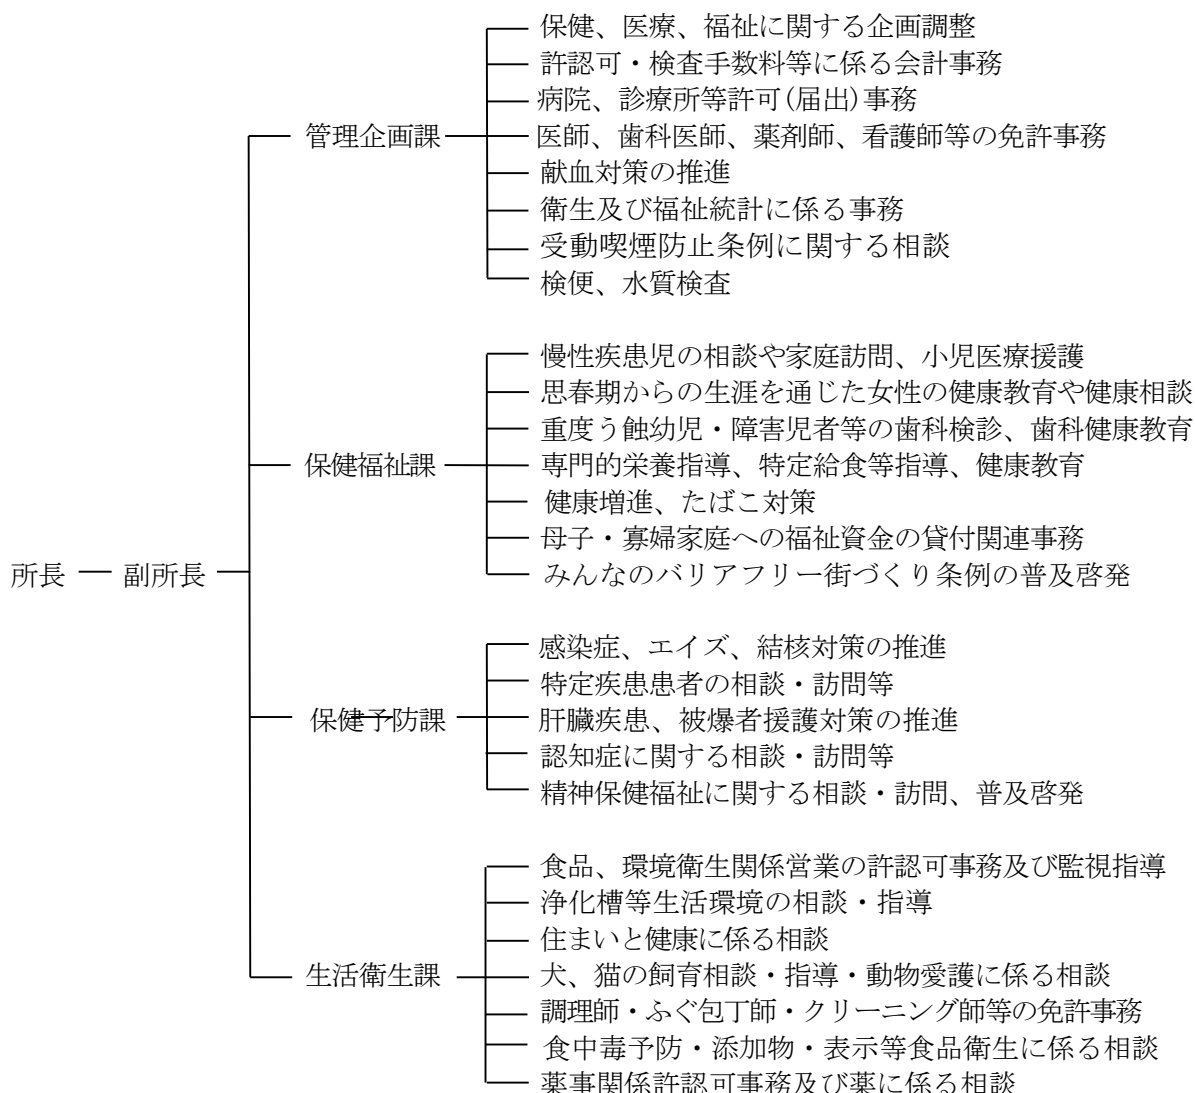 保健、医療、福祉に関する企画調整
許認可・検査手数料等に係る会計事務
病院、診療所等許可(届出)事務
管理企画課
医師、歯科医師、薬剤師、看護師等の免許事務
献血対策の推進
衛生及び福祉統計に係る事務
受動喫煙防止条例に関する相談
検便、水質検査
慢性疾患児の相談や家庭訪問、小児医療援護
思春期からの生涯を通じた女性の健康教育や健康相談
重度う蝕幼児・障害児者等の歯科検診、歯科健康教育
保健福祉課
専門的栄養指導、特定給食等指導、健康教育
健康増進、たばこ対策
母子・寡婦家庭への福祉資金の貸付関連事務
所長
副所長
みんなのバリアフリー街づくり条例の普及啓発
感染症、エイズ、結核対策の推進
特定疾患患者の相談・訪問等
保健予防課
肝臓疾患、被爆者援護対策の推進
認知症に関する相談・訪問等
精神保健福祉に関する相談・訪問、普及啓発
食品、環境衛生関係営業の許認可事務及び監視指導
浄化槽等生活環境の相談・指導
住まいと健康に係る相談
生活衛生課
犬、猫の飼育相談・指導・動物愛護に係る相談
調理師・ふぐ包丁師・クリーニング師等の免許事務
食中毒予防・添加物・表示等食品衛生に係る相談
薬事関係許認可事務及び薬に係る相談